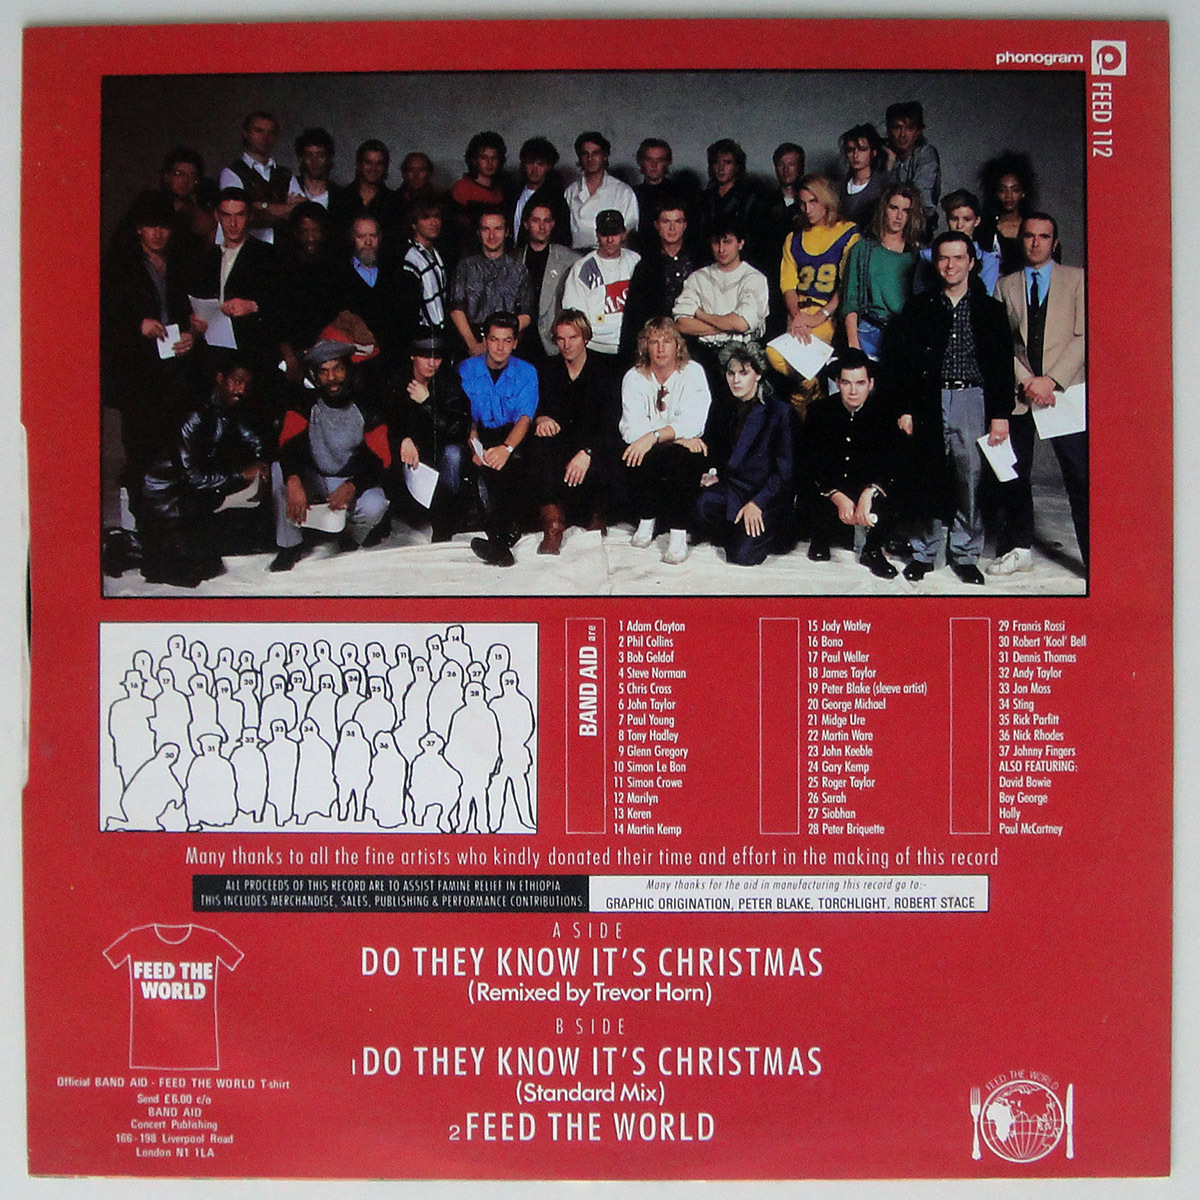 phonogram
FEED 112
39
BAND AID are
1 Adam Clayton
2 Phil Collins
3 Bob Geldof
4 Steve Norman
5 Chris Cross
6 John Taylor
7 Paul Young
8 Tony Hadley
9 Glenn Gregory
10 Simon Le Bon
11 Simon Crowe
12 Marilyn
13 Keren
14 Martin Kemp
15 Jody Watley
16 Bono
17 Paul Weller
18 James Taylor
19 Peter Blake (sleeve artist)
20 George Michael
21 Midge Ure
22 Martin Ware
23 John Keeble
24 Gary Kemp
25 Roger Taylor
26 Sarah
27 Siobhan
28 Peter Briquette
29 Francis Rossi
30 Robert 'Kool' Bell
31 Dennis Thomas
32 Andy Taylor
33 Jon Moss
34 Sting
35 Rick Parfitt
36 Nick Rhodes
37 Johnny Fingers
ALSO FEATURING:
David Bowie
Boy George
Holly
Paul McCartney
Many thanks to all the fine artists who kindly donated their time and effort in the making of this record
ALL PROCEEDS OF THIS RECORD ARE TO ASSIST FAMINE RELIEF IN ETHIOPIA
THIS INCLUDES MERCHANDISE, SALES, PUBLISHING & PERFORMANCE CONTRIBUTIONS.
Many thanks for the aid in manufacturing this record go to:-
GRAPHIC ORIGINATION, PETER BLAKE, TORCHLIGHT, ROBERT STACE
A SIDE
DO THEY KNOW IT'S CHRISTMAS
(Remixed by Trevor Horn)
B SIDE
1 DO THEY KNOW IT'S CHRISTMAS
(Standard Mix)
2 FEED THE WORLD
FEED THE
WORLD
Official BAND AID - FEED THE WORLD T-shirt
Send £6.00 c/o
BAND AID
Concert Publishing
166-198 Liverpool Road
London N1 1LA
FEED THE WORLD